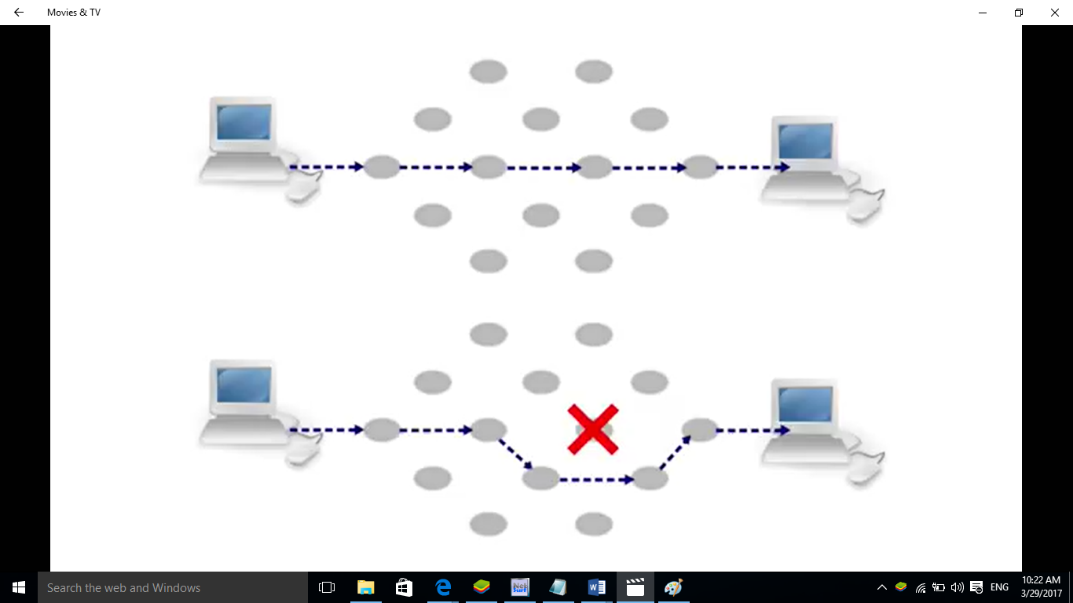 Movies & TV
Search the web and Windows
ENG
10:22 AM
3/29/2017